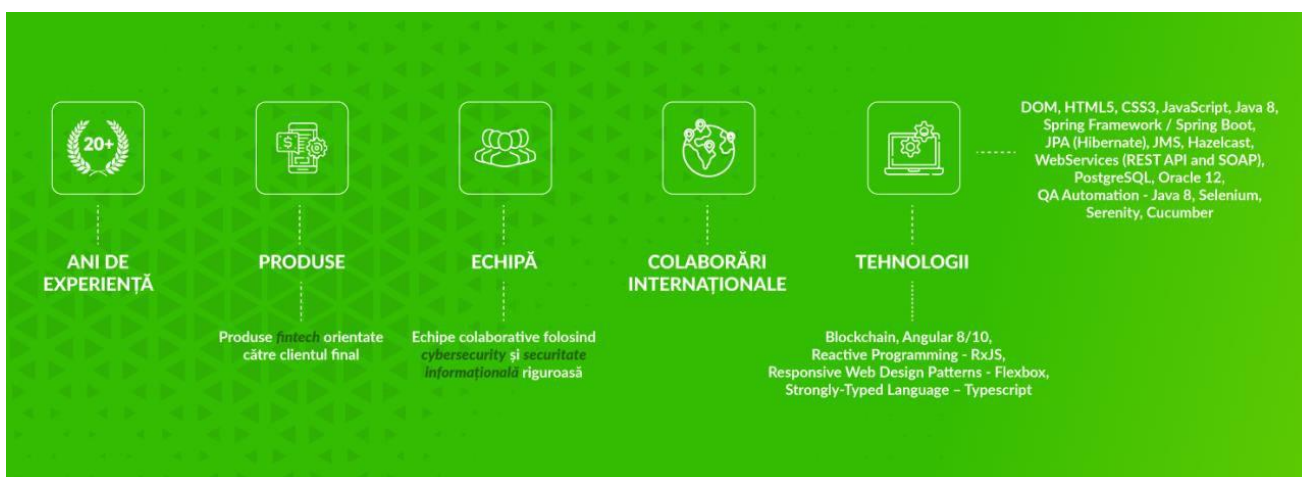 20+
ANI DE
EXPERIENȚĂ
$
PRODUSE
Produse fintech orientate
către clientul final
ECHIPĂ
Echipe colaborative folosind
cybersecurity și securitate
informațională riguroasă
COLABORĂRI
INTERNAȚIONALE
TEHNOLOGII
DOM, HTML5, CSS3, JavaScript, Java 8,
Spring Framework / Spring Boot,
JPA (Hibernate), JMS, Hazelcast,
WebServices (REST API and SOAP),
PostgreSQL, Oracle 12,
QA Automation - Java 8, Selenium,
Serenity, Cucumber
Blockchain, Angular 8/10,
Reactive Programming - RxJS,
Responsive Web Design Patterns - Flexbox,
Strongly-Typed Language – Typescript